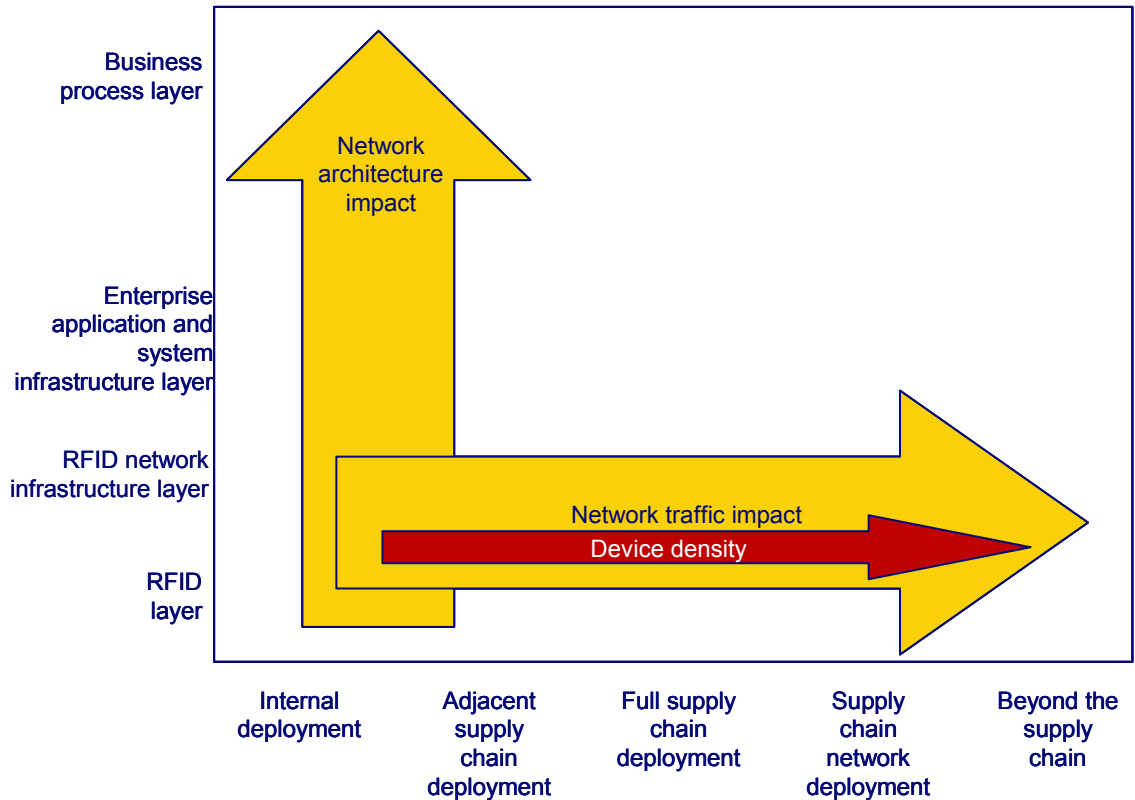 Business
process layer
Network
architecture
impact
Enterprise
application and
system
infrastructure layer
RFID network
infrastructure layer
Network traffic impact
Device density
RFID
layer
Internal
deployment
Adjacent
supply
chain
deployment
Full supply
chain
deployment
Supply
chain
network
deployment
Beyond the
supply
chain